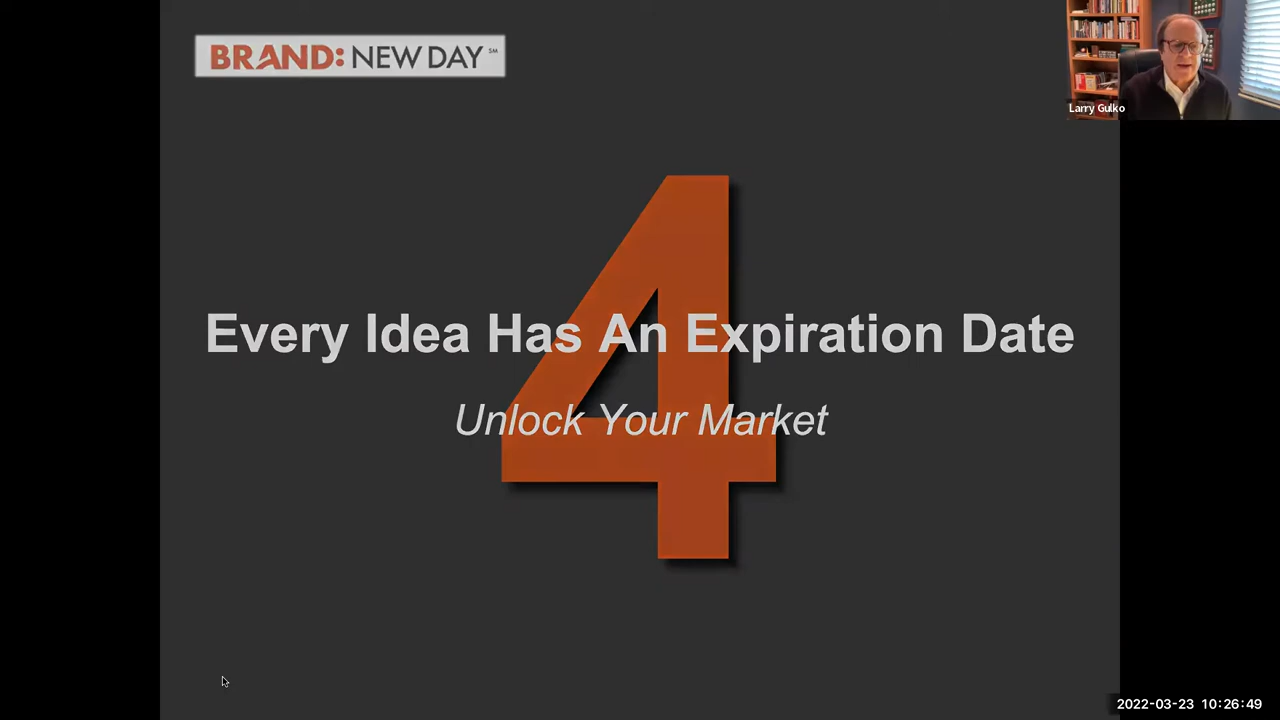 BRAND: NEW DAY℠
Larry Gulko
4
Every Idea Has An Expiration Date
Unlock Your Market
2022-03-23 10:26:49